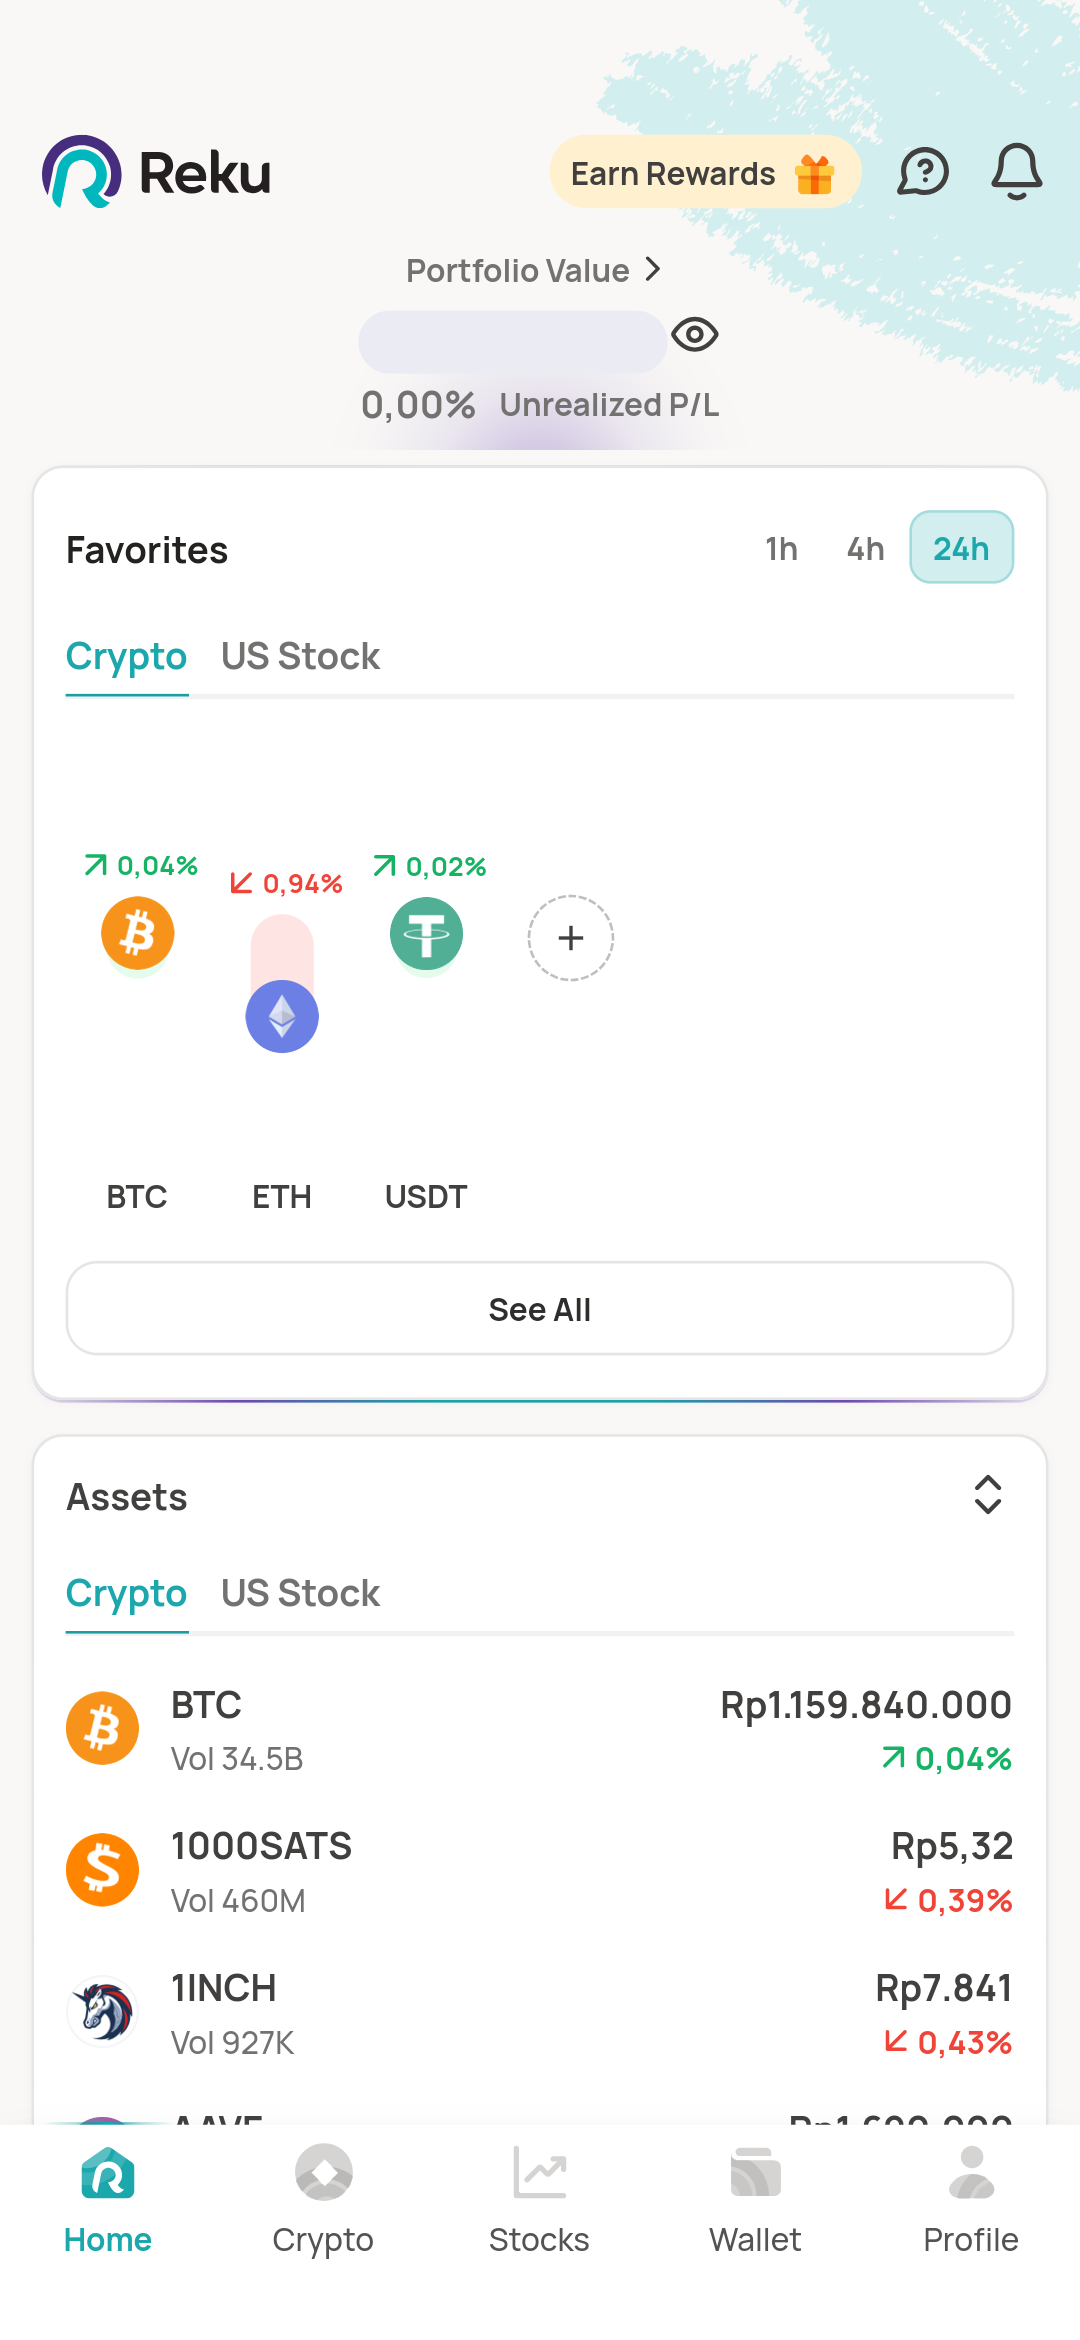 Reku
Earn Rewards
Portfolio Value
0,00% Unrealized P/L
Favorites
1h 4h 24h
Crypto US Stock
0,04% 0,94% 0,02%
BTC ETH USDT
See All
Assets
Crypto US Stock
BTC Rp1.159.840.000
Vol 34.5B 0,04%
1000SATS Rp5,32
Vol 460M 0,39%
1INCH Rp7.841
Vol 927K 0,43%
Home Crypto Stocks Wallet Profile